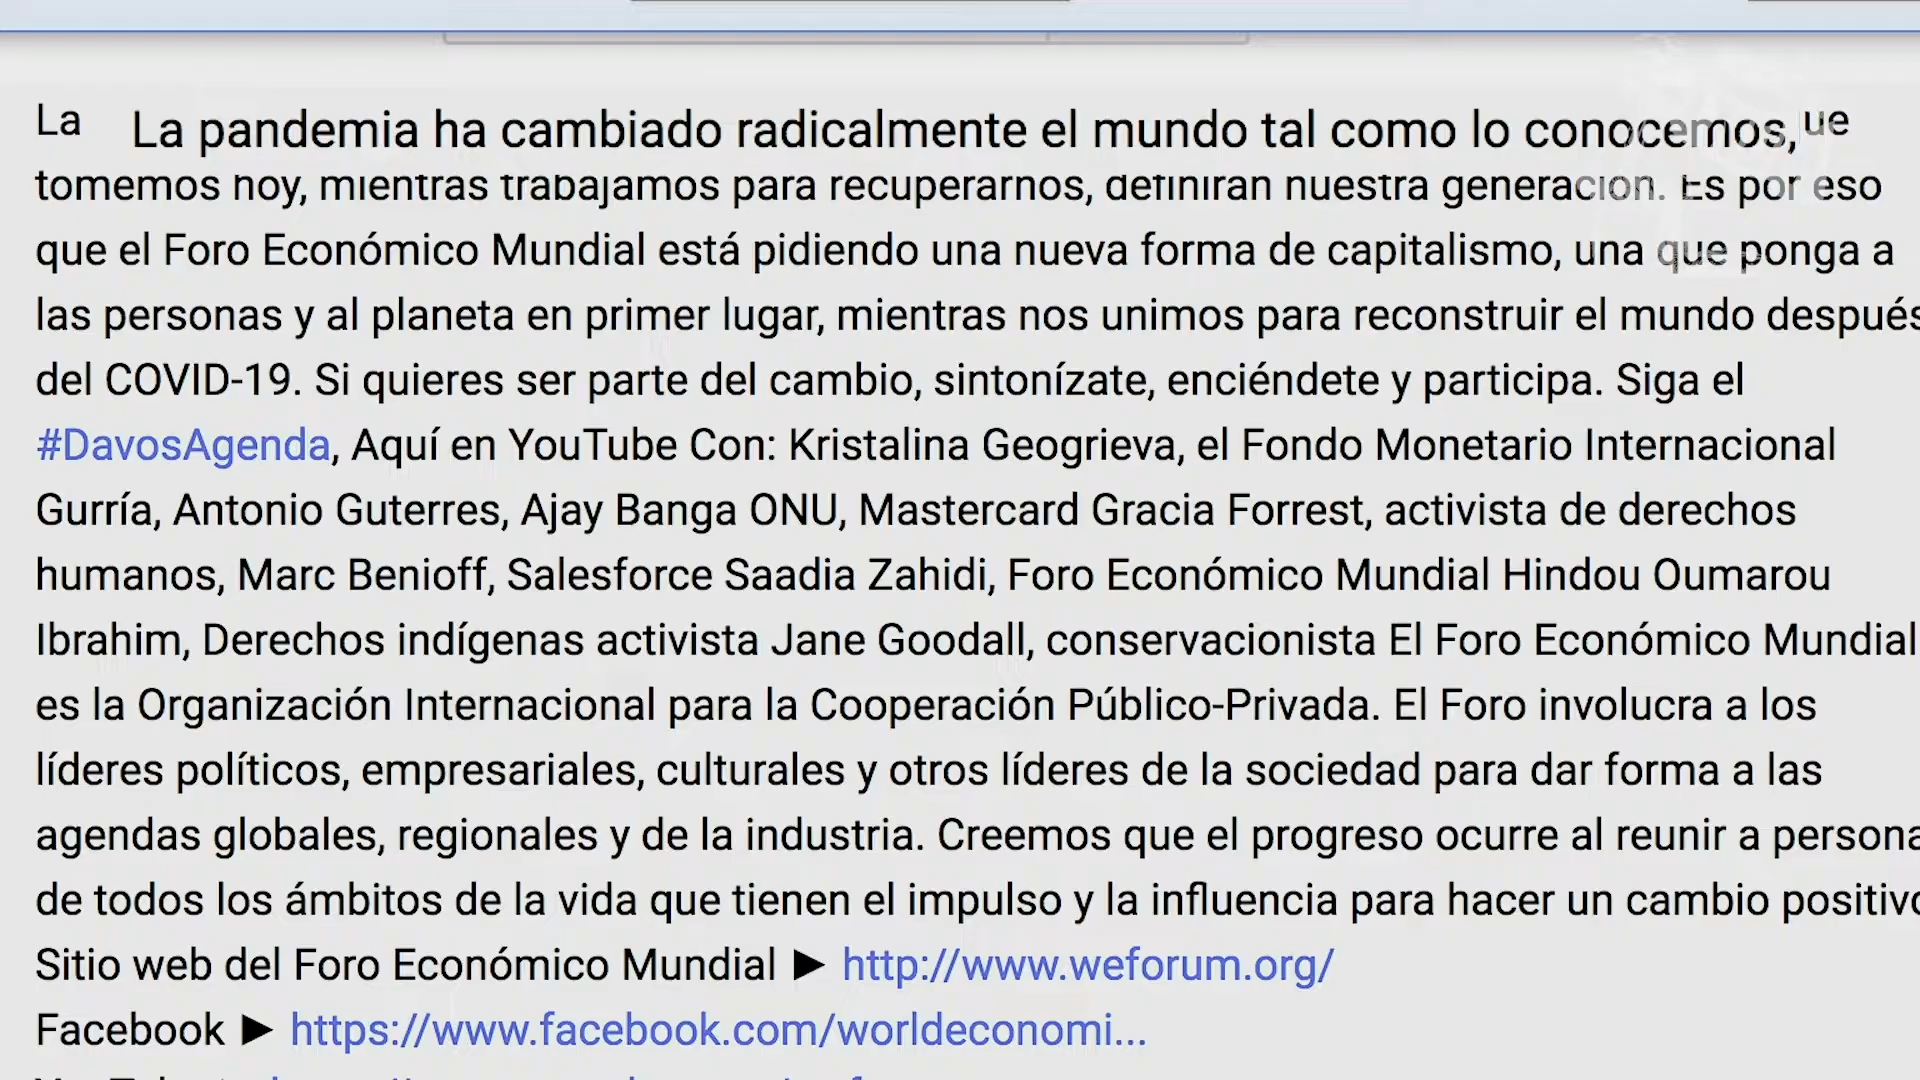 La La pandemia ha cambiado radicalmente el mundo tal como lo conocemos, ue
tomemos hoy, mientras trabajamos para recuperarnos, definirán nuestra generación. Es por eso
que el Foro Económico Mundial está pidiendo una nueva forma de capitalismo, una que ponga a
las personas y al planeta en primer lugar, mientras nos unimos para reconstruir el mundo después
del COVID-19. Si quieres ser parte del cambio, sintonízate, enciéndete y participa. Siga el
#DavosAgenda, Aquí en YouTube Con: Kristalina Geogrieva, el Fondo Monetario Internacional
Gurría, Antonio Guterres, Ajay Banga ONU, Mastercard Gracia Forrest, activista de derechos
humanos, Marc Benioff, Salesforce Saadia Zahidi, Foro Económico Mundial Hindou Oumarou
Ibrahim, Derechos indígenas activista Jane Goodall, conservacionista El Foro Económico Mundial
es la Organización Internacional para la Cooperación Público-Privada. El Foro involucra a los
líderes políticos, empresariales, culturales y otros líderes de la sociedad para dar forma a las
agendas globales, regionales y de la industria. Creemos que el progreso ocurre al reunir a persona
de todos los ámbitos de la vida que tienen el impulso y la influencia para hacer un cambio positivo
Sitio web del Foro Económico Mundial ► http://www.weforum.org/
Facebook ► https://www.facebook.com/worldeconomi...